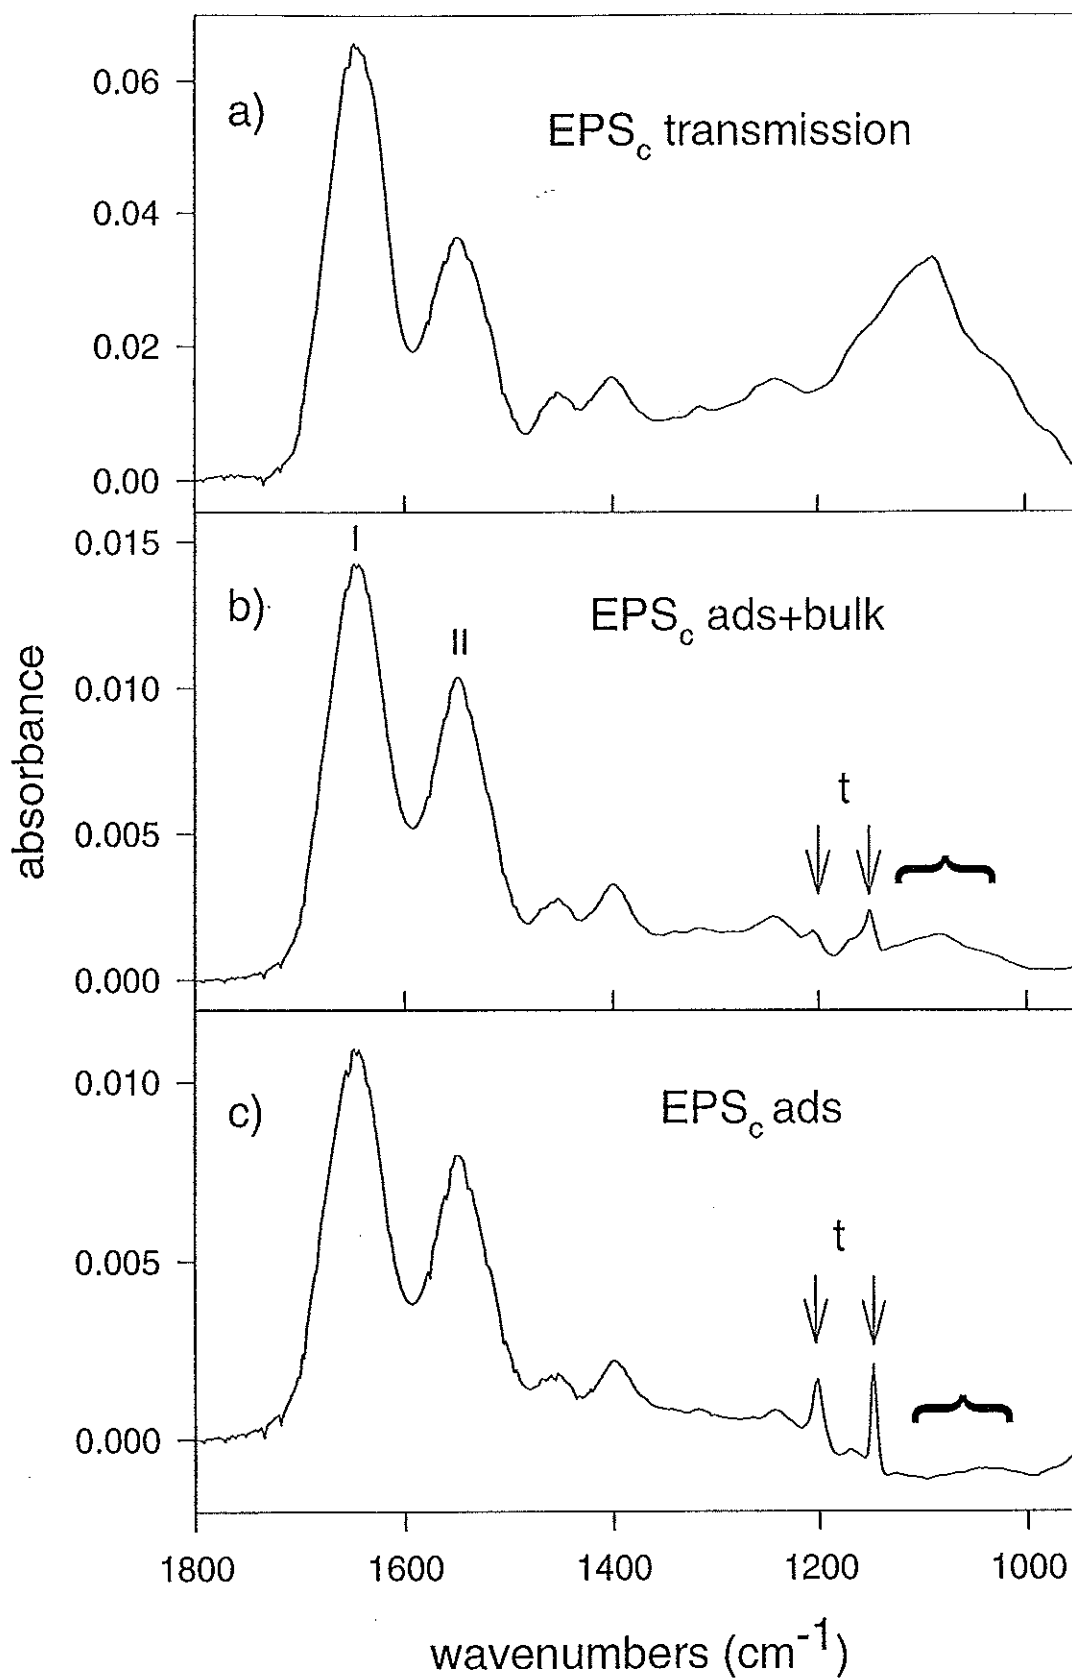 a)
EPSc transmission
0.06
0.04
0.02
0.00
absorbance
b)
EPSc ads+bulk
I
II
t
0.015
0.010
0.005
0.000
c)
EPSc ads
t
0.010
0.005
0.000
1800 1600 1400 1200 1000
wavenumbers (cm-1)